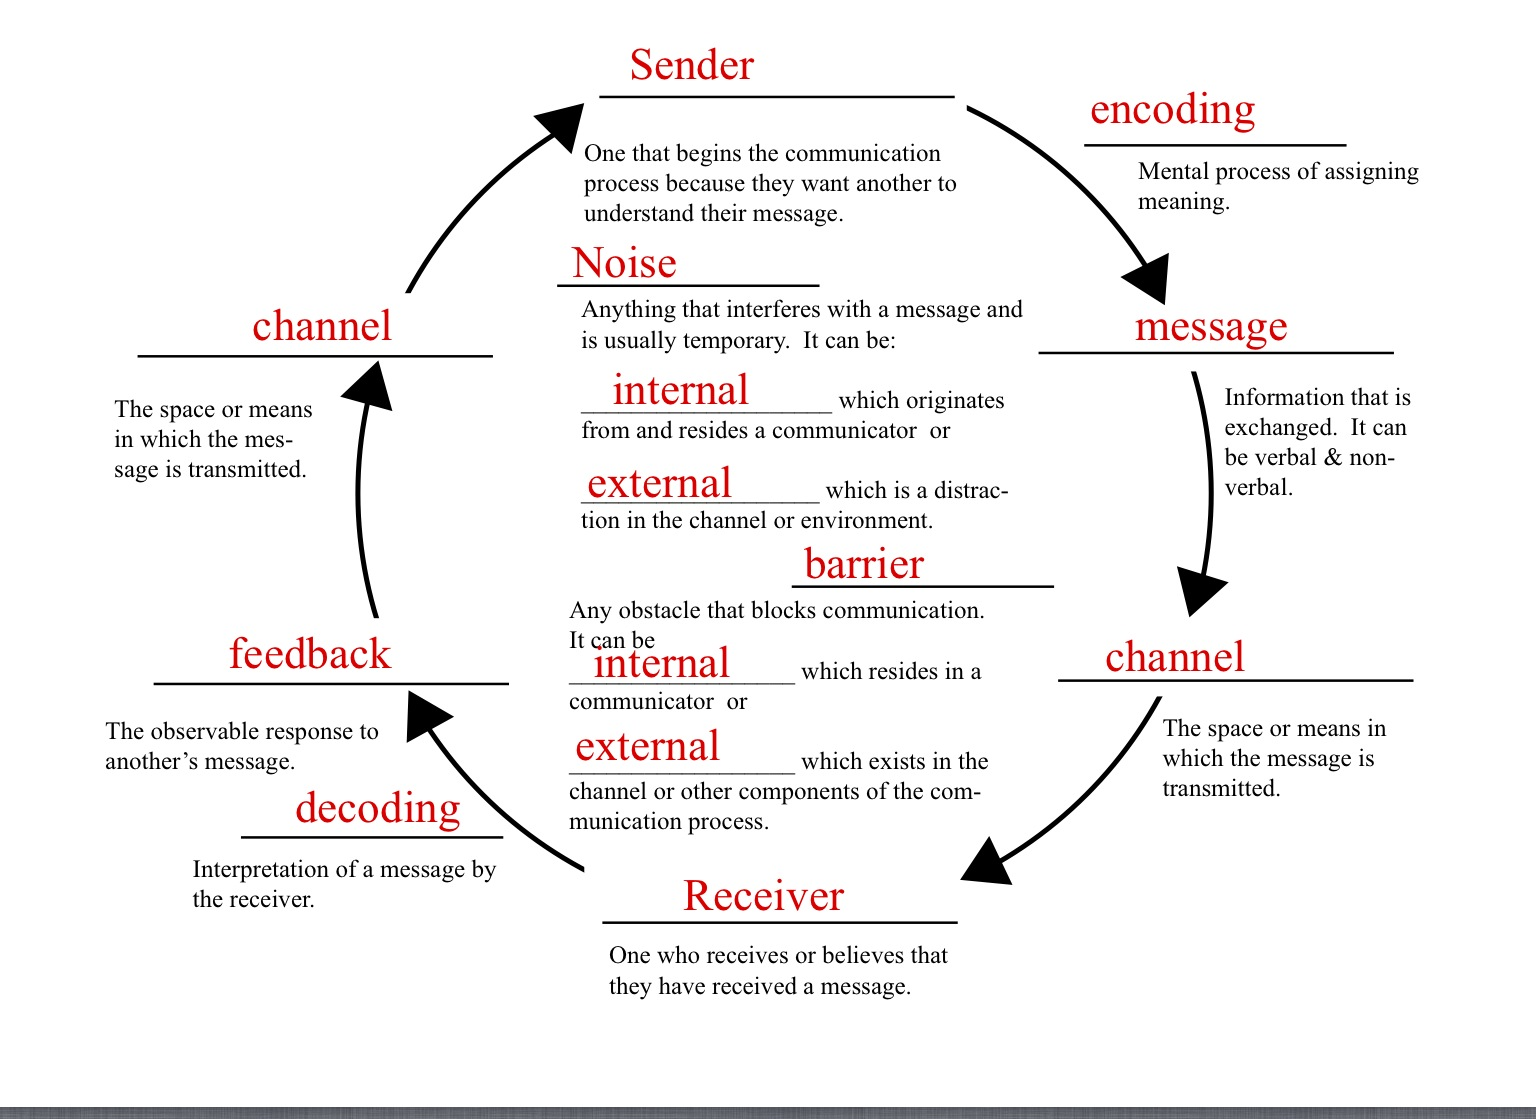 Sender
One that begins the communication
process because they want another to
understand their message.
encoding
Mental process of assigning
meaning.
message
Information that is
exchanged.  It can
be verbal & non-
verbal.
channel
The space or means in
which the message is
transmitted.
Receiver
One who receives or believes that
they have received a message.
decoding
Interpretation of a message by
the receiver.
feedback
The observable response to
another’s message.
channel
The space or means
in which the mes-
sage is transmitted.
Noise
Anything that interferes with a message and
is usually temporary.  It can be:
internal which originates
from and resides a communicator  or
external which is a distrac-
tion in the channel or environment.
barrier
Any obstacle that blocks communication.
It can be
internal which resides in a
communicator  or
external which exists in the
channel or other components of the com-
munication process.